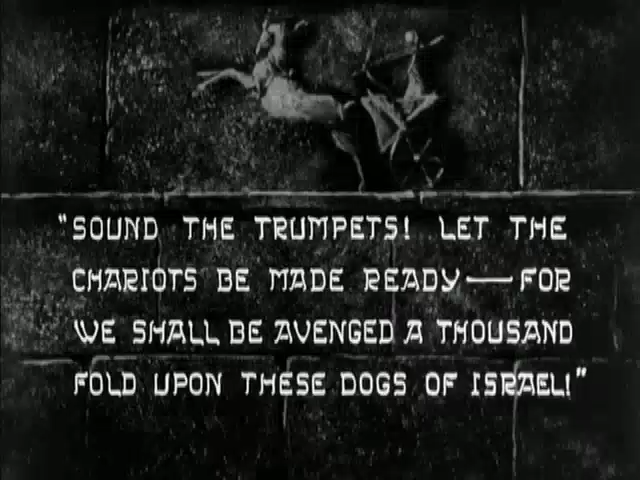 "SOUND THE TRUMPETS! LET THE
CHARIOTS BE MADE READY—FOR
WE SHALL BE AVENGED A THOUSAND
FOLD UPON THESE DOGS OF ISRAEL!"